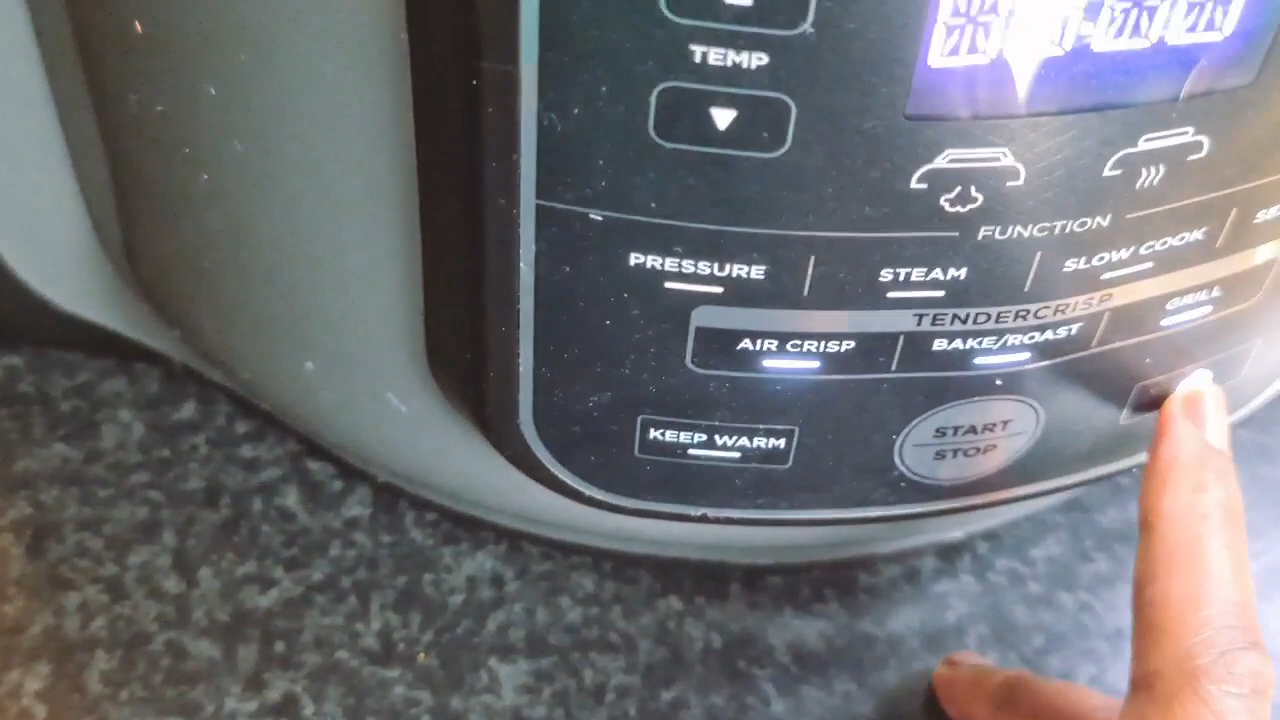 TEMP
FUNCTION
PRESSURE
STEAM
SLOW COOK
TENDERCRISP
AIR CRISP
BAKE/ROAST
GRILL
KEEP WARM
START
STOP